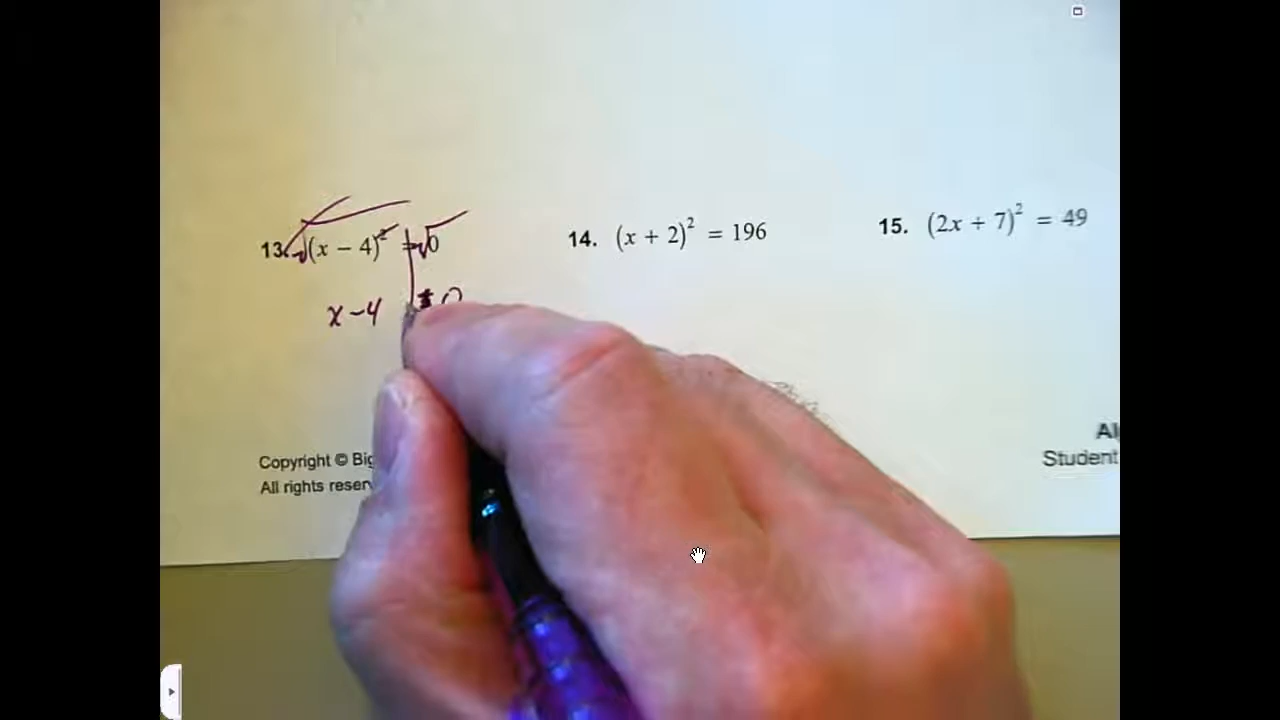 13. √(x − 4)² = √0
x − 4 ± 0
14. (x + 2)² = 196
15. (2x + 7)² = 49
Al
Student
Copyright © Big
All rights reser